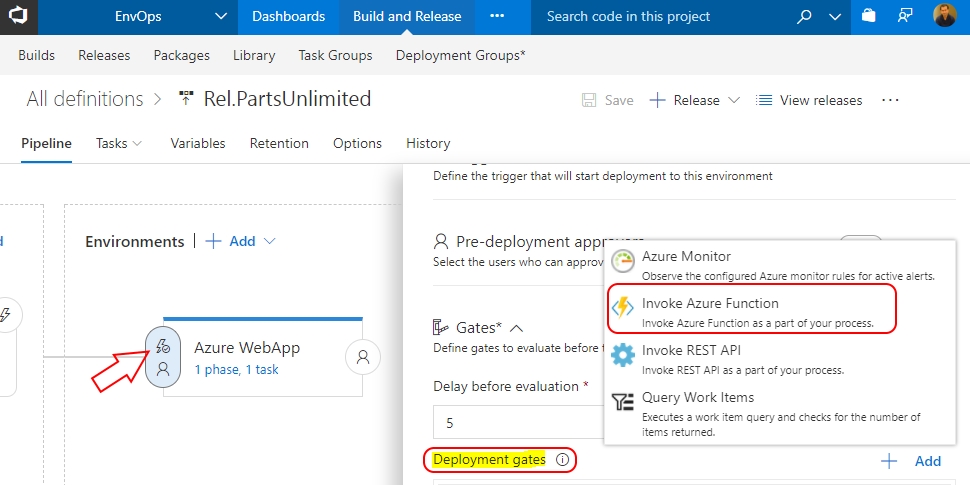 EnvOps Dashboards Build and Release ••• Search code in this project
Builds Releases Packages Library Task Groups Deployment Groups*
All definitions > Rel.PartsUnlimited Save + Release View releases ...
Pipeline Tasks Variables Retention Options History
Define the trigger that will start deployment to this environment
Environments | + Add
Pre-deployment approvers
Select the users who can approv
Azure Monitor
Observe the configured Azure monitor rules for active alerts.
Invoke Azure Function
Invoke Azure Function as a part of your process.
Invoke REST API
Invoke REST API as a part of your process.
Query Work Items
Executes a work item query and checks for the number of
items returned.
Gates*
Define gates to evaluate before
Azure WebApp
1 phase, 1 task
Delay before evaluation *
5
Deployment gates
+ Add